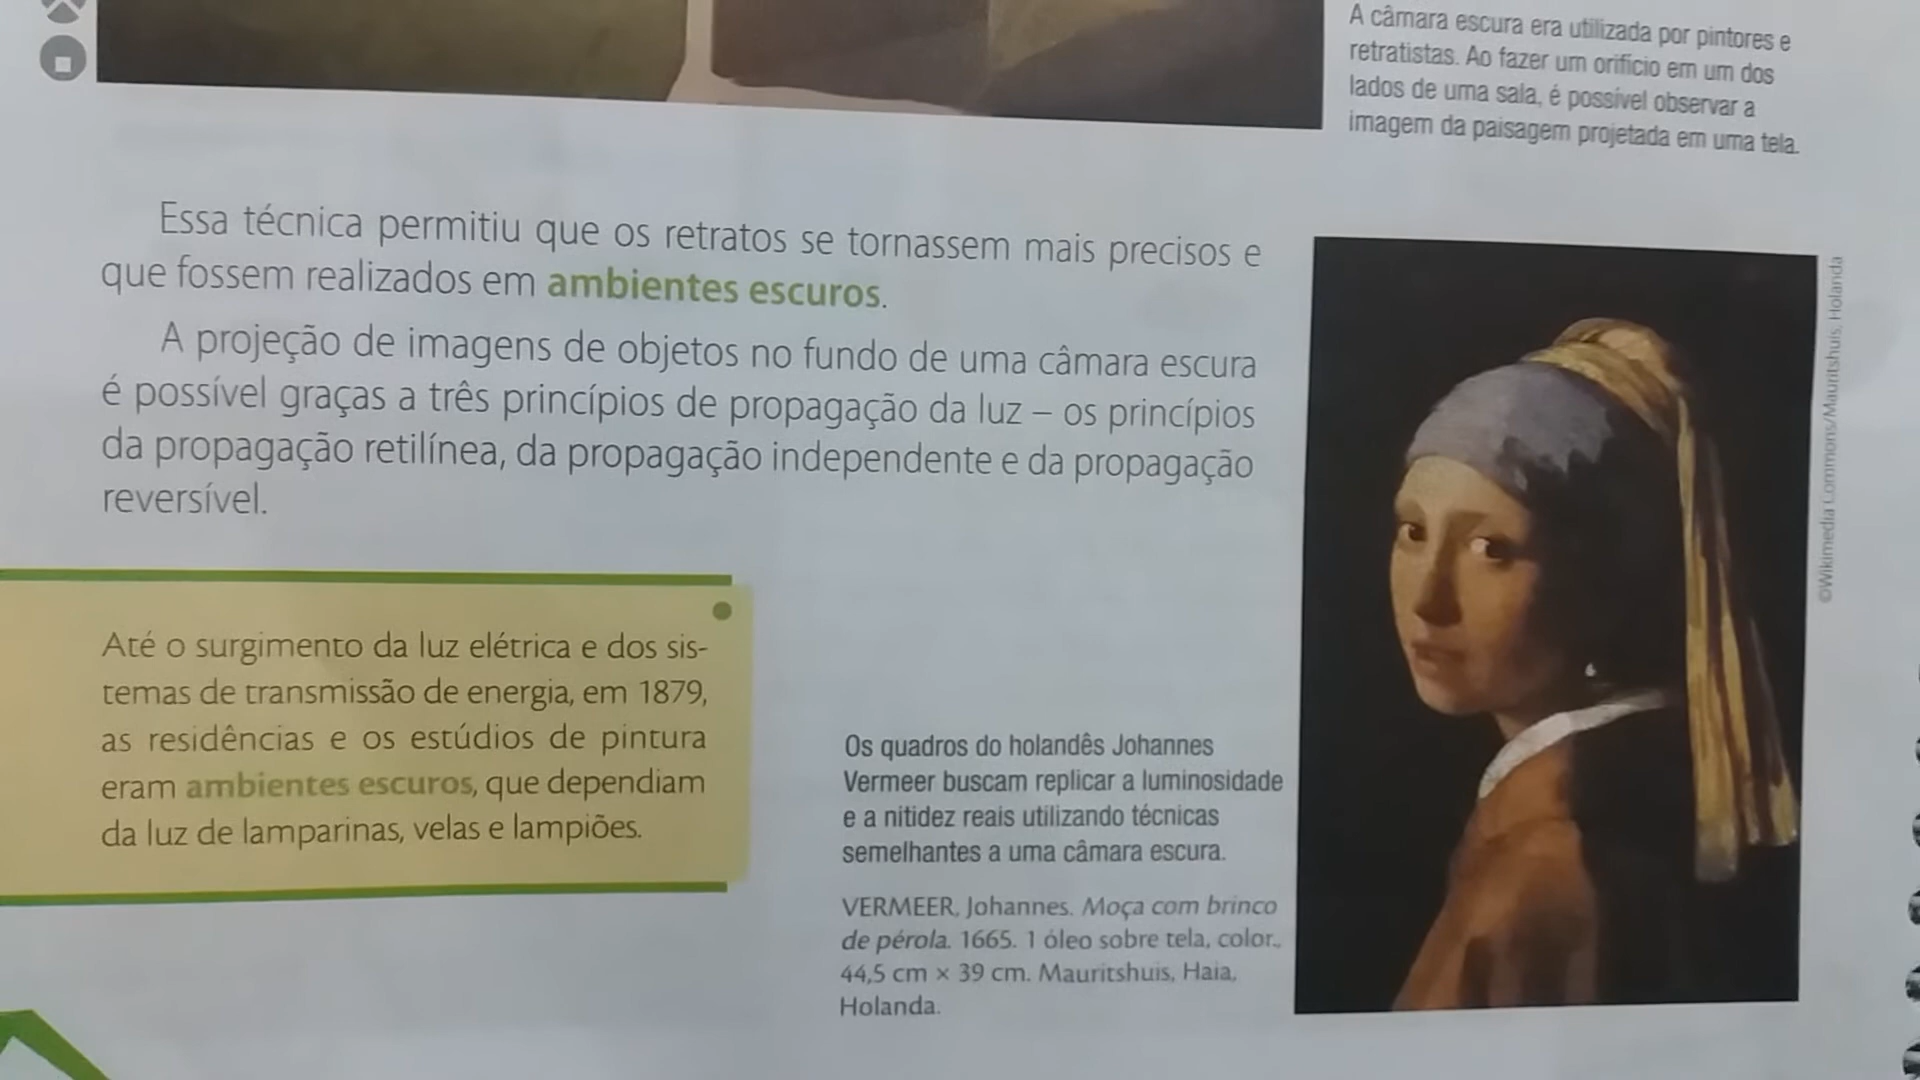 A câmara escura era utilizada por pintores e
retratistas. Ao fazer um orifício em um dos
lados de uma sala, é possível observar a
imagem da paisagem projetada em uma tela.
Essa técnica permitiu que os retratos se tornassem mais precisos e
que fossem realizados em ambientes escuros.
A projeção de imagens de objetos no fundo de uma câmara escura
é possível graças a três princípios de propagação da luz – os princípios
da propagação retilínea, da propagação independente e da propagação
reversível.
Até o surgimento da luz elétrica e dos sis-
temas de transmissão de energia, em 1879,
as residências e os estúdios de pintura
eram ambientes escuros, que dependiam
da luz de lamparinas, velas e lampiões.
Os quadros do holandês Johannes
Vermeer buscam replicar a luminosidade
e a nitidez reais utilizando técnicas
semelhantes a uma câmara escura.
VERMEER, Johannes. Moça com brinco
de pérola. 1665. 1 óleo sobre tela, color.,
44,5 cm × 39 cm. Mauritshuis, Haia,
Holanda.
©Wikimedia Commons/Mauritshuis, Holanda